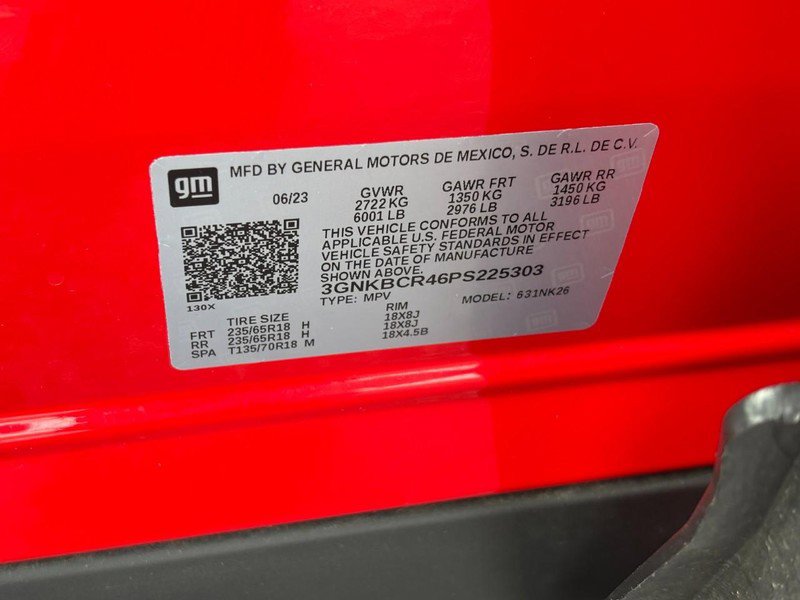 gm
MFD BY GENERAL MOTORS DE MEXICO, S. DE R.L. DE C.V.
06/23 GVWR GAWR FRT GAWR RR
2722 KG 1350 KG 1450 KG
6001 LB 2976 LB 3196 LB
THIS VEHICLE CONFORMS TO ALL
APPLICABLE U.S. FEDERAL MOTOR
VEHICLE SAFETY STANDARDS IN EFFECT
ON THE DATE OF MANUFACTURE
SHOWN ABOVE.
3GNKBCR46PS225303
130X
TYPE: MPV MODEL: 631NK26
TIRE SIZE RIM
FRT 235/65R18 H 18X8J
RR 235/65R18 H 18X8J
SPA T135/70R18 M 18X4.5B